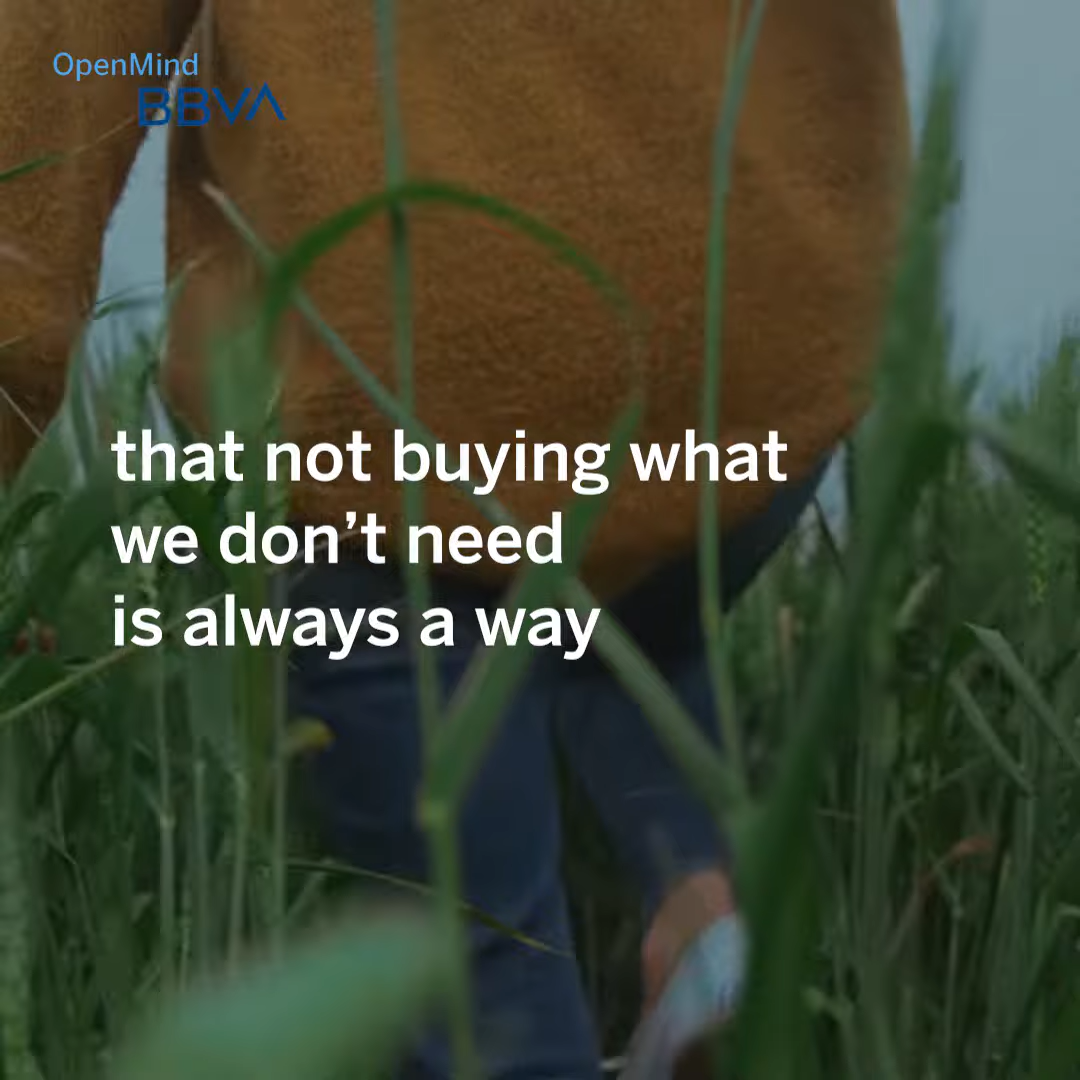 OpenMind
BBVA
that not buying what
we don’t need
is always a way